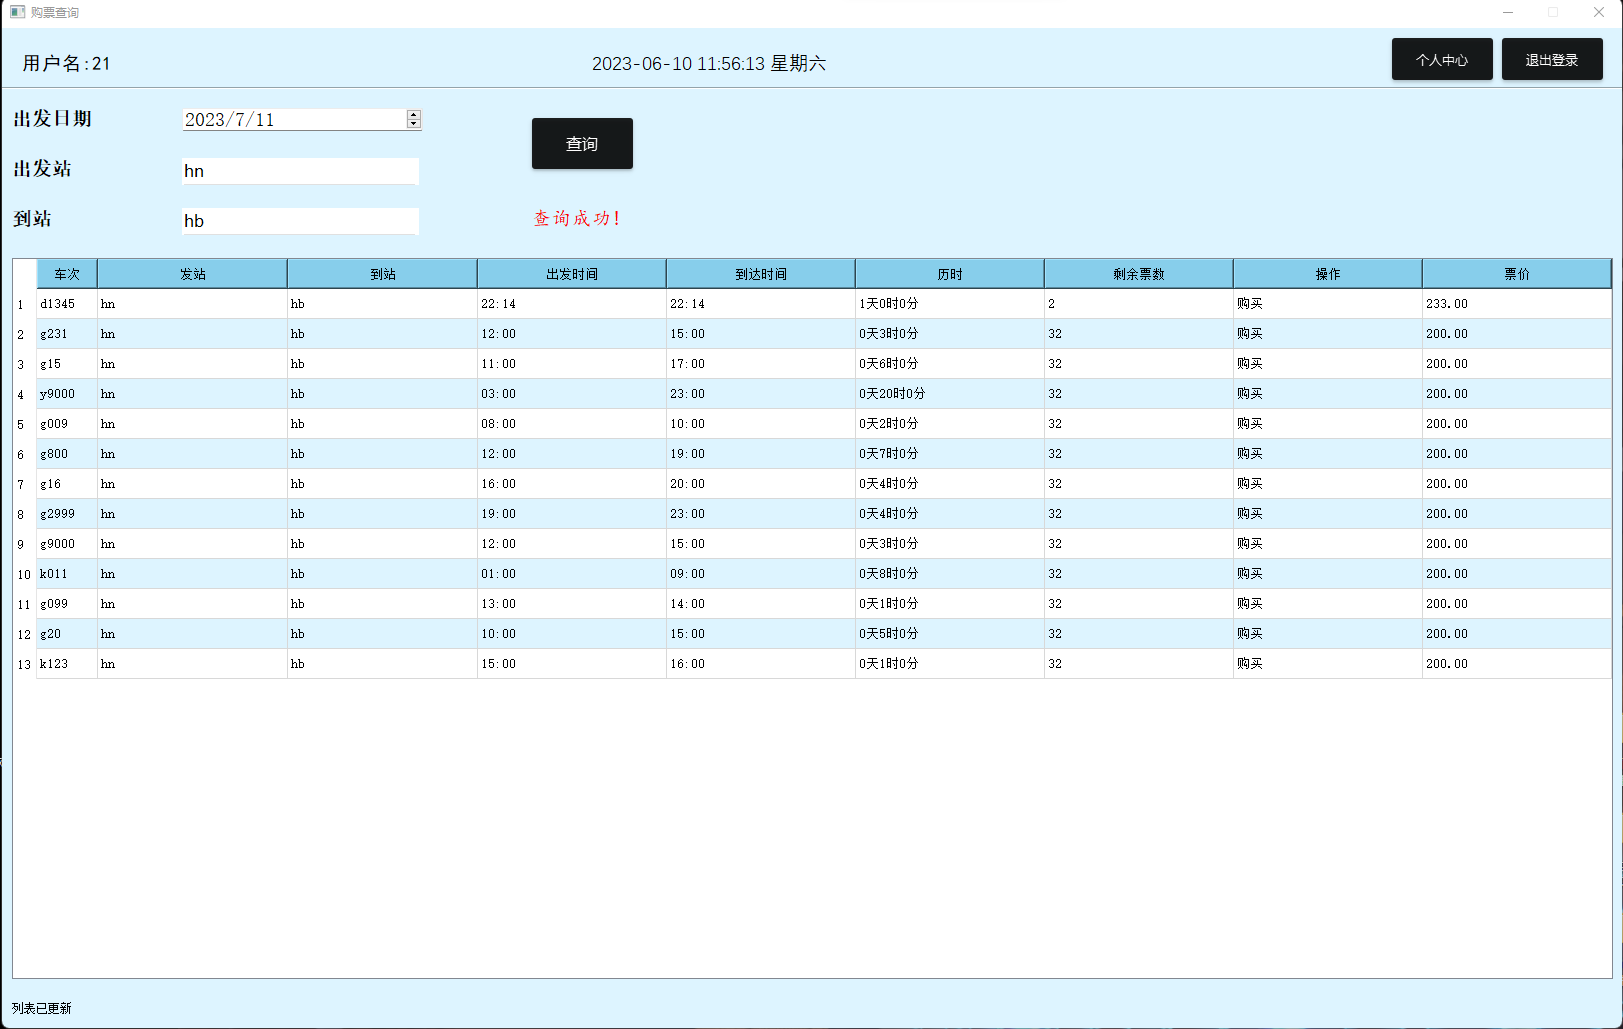 购票查询
用户名:21 2023-06-10 11:56:13 星期六 个人中心 退出登录
出发日期 2023/7/11 查询
出发站 hn
到站 hb 查询成功!
车次 发站 到站 出发时间 到达时间 历时 剩余票数 操作 票价
1 d1345 hn hb 22:14 22:14 1天0时0分 2 购买 233.00
2 g231 hn hb 12:00 15:00 0天3时0分 32 购买 200.00
3 g15 hn hb 11:00 17:00 0天6时0分 32 购买 200.00
4 y9000 hn hb 03:00 23:00 0天20时0分 32 购买 200.00
5 g009 hn hb 08:00 10:00 0天2时0分 32 购买 200.00
6 g800 hn hb 12:00 19:00 0天7时0分 32 购买 200.00
7 g16 hn hb 16:00 20:00 0天4时0分 32 购买 200.00
8 g2999 hn hb 19:00 23:00 0天4时0分 32 购买 200.00
9 g9000 hn hb 12:00 15:00 0天3时0分 32 购买 200.00
10 k011 hn hb 01:00 09:00 0天8时0分 32 购买 200.00
11 g099 hn hb 13:00 14:00 0天1时0分 32 购买 200.00
12 g20 hn hb 10:00 15:00 0天5时0分 32 购买 200.00
13 k123 hn hb 15:00 16:00 0天1时0分 32 购买 200.00
列表已更新